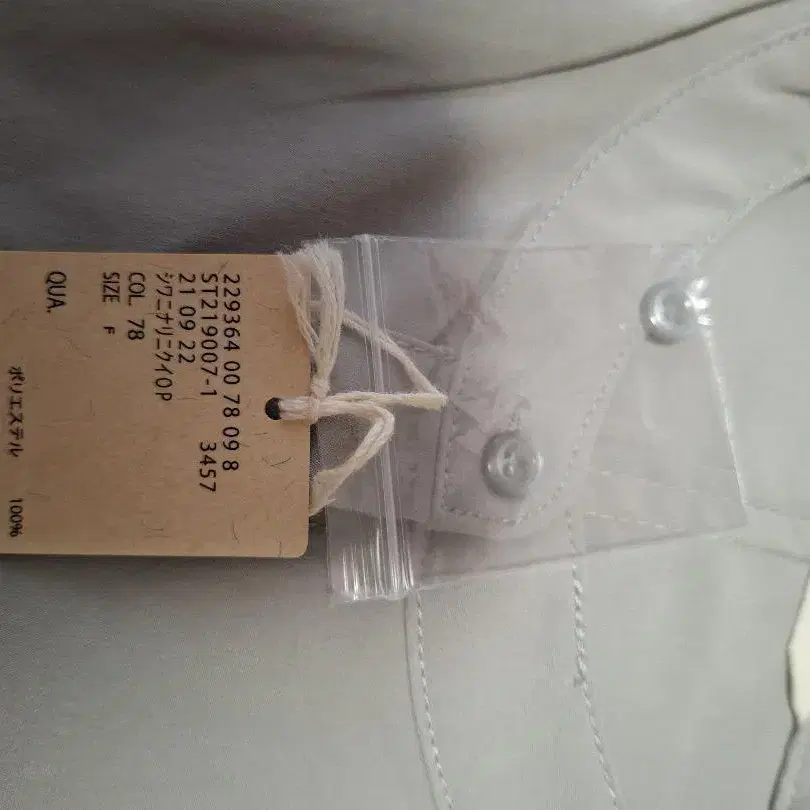 229364 00 78 09 8
ST219007-1 3457
21 09 22
シワニナリニクイOP
COL 78
SIZE F
QUA.
ポリエステル 100%